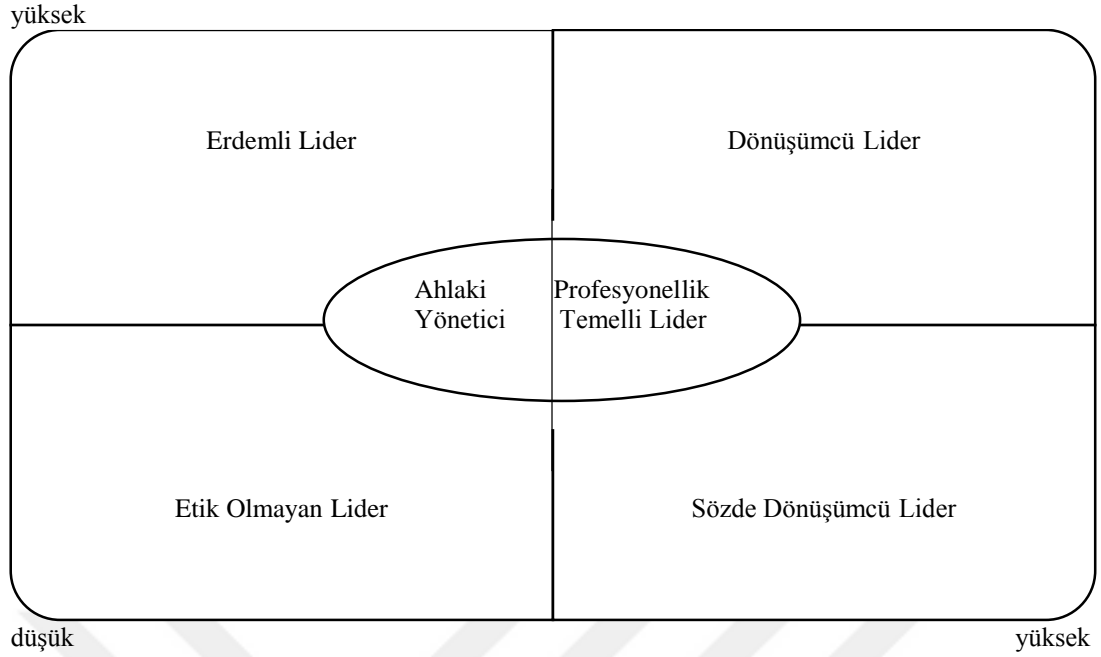 yüksek
Erdemli Lider
Dönüşümcü Lider
Ahlaki Profesyonellik
Yönetici Temelli Lider
Etik Olmayan Lider
Sözde Dönüşümcü Lider
düşük
yüksek